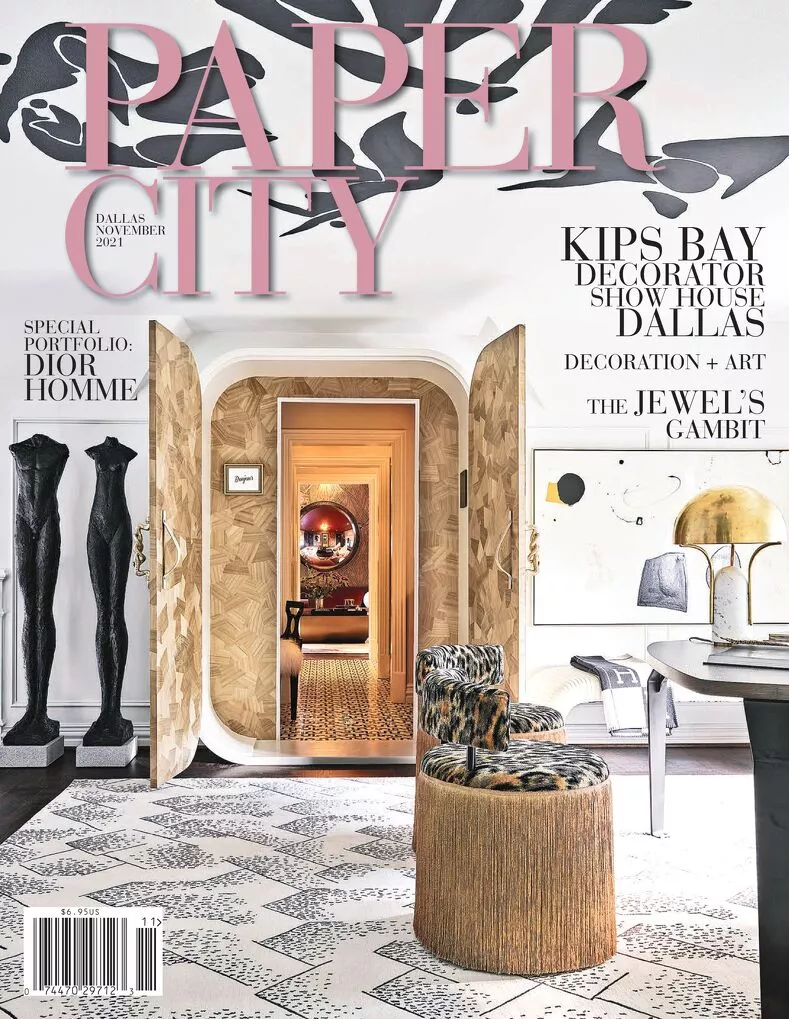 PAPER
CITY
DALLAS
NOVEMBER
2021
KIPS BAY
DECORATOR
SHOW HOUSE
DALLAS
DECORATION + ART
THE JEWEL'S
GAMBIT
SPECIAL
PORTFOLIO:
DIOR
HOMME
H
$6.95US
11>
0 74470 29712 3